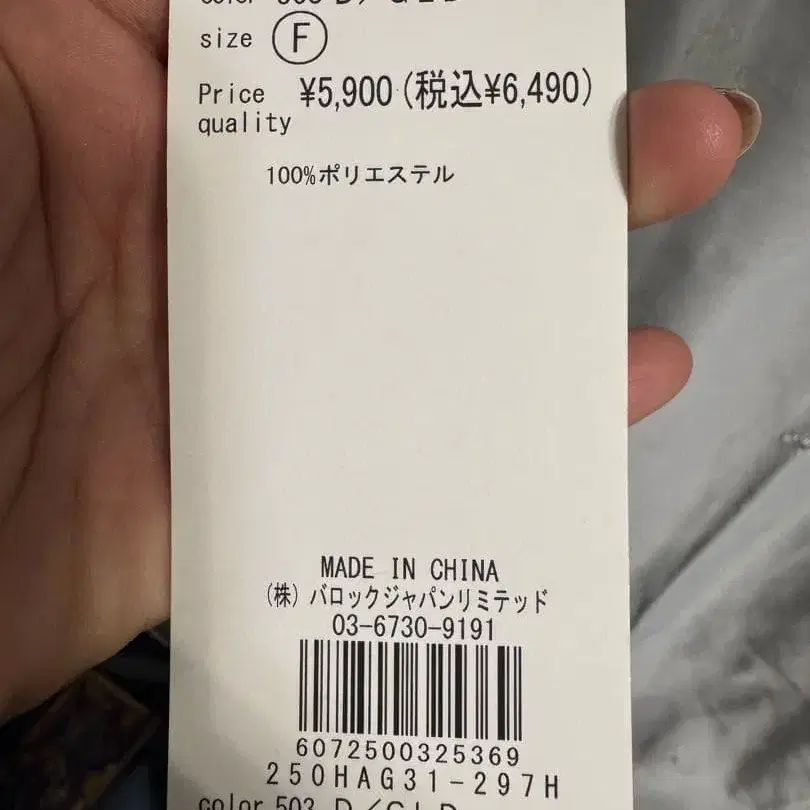 size F
Price ¥5,900(税込¥6,490)
quality
100%ポリエステル
MADE IN CHINA
(株) バロックジャパンリミテッド
03-6730-9191
6072500325369
250HAG31-297H
color 503